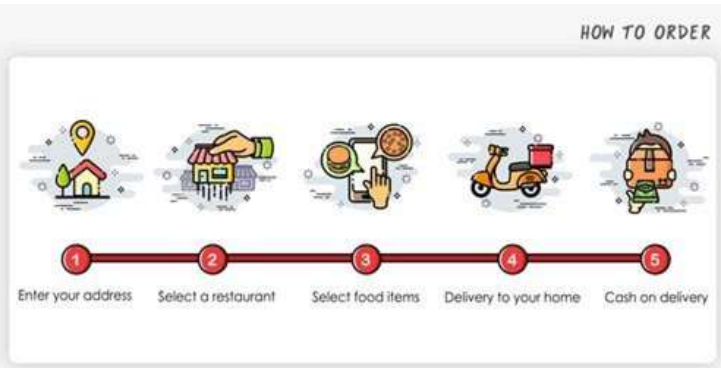 HOW TO ORDER
1 2 3 4 5
Enter your address
Select a restaurant
Select food items
Delivery to your home
Cash on delivery